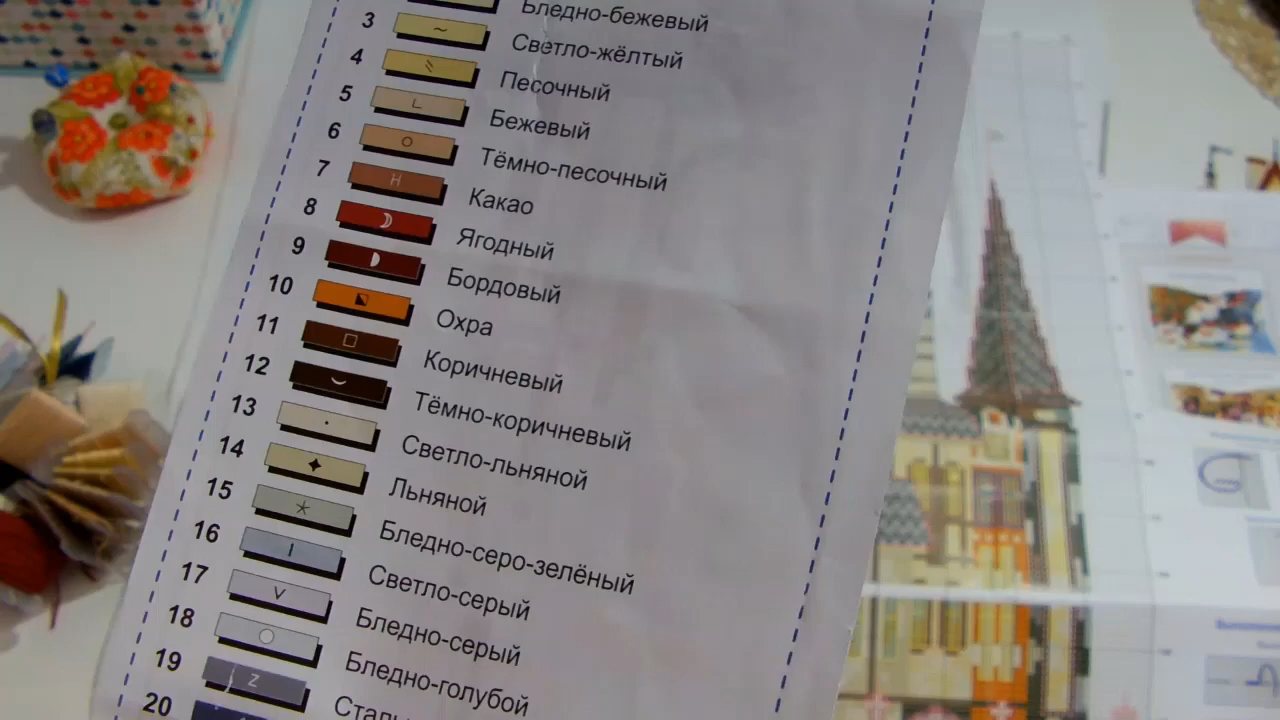 Бледно-бежевый
3 Светло-жёлтый
4 Песочный
5 Бежевый
6 Тёмно-песочный
7 Какао
8 Ягодный
9 Бордовый
10 Охра
11 Коричневый
12 Тёмно-коричневый
13 Светло-льняной
14 Льняной
15 Бледно-серо-зелёный
16 Светло-серый
17 Бледно-серый
18 Бледно-голубой
19
20